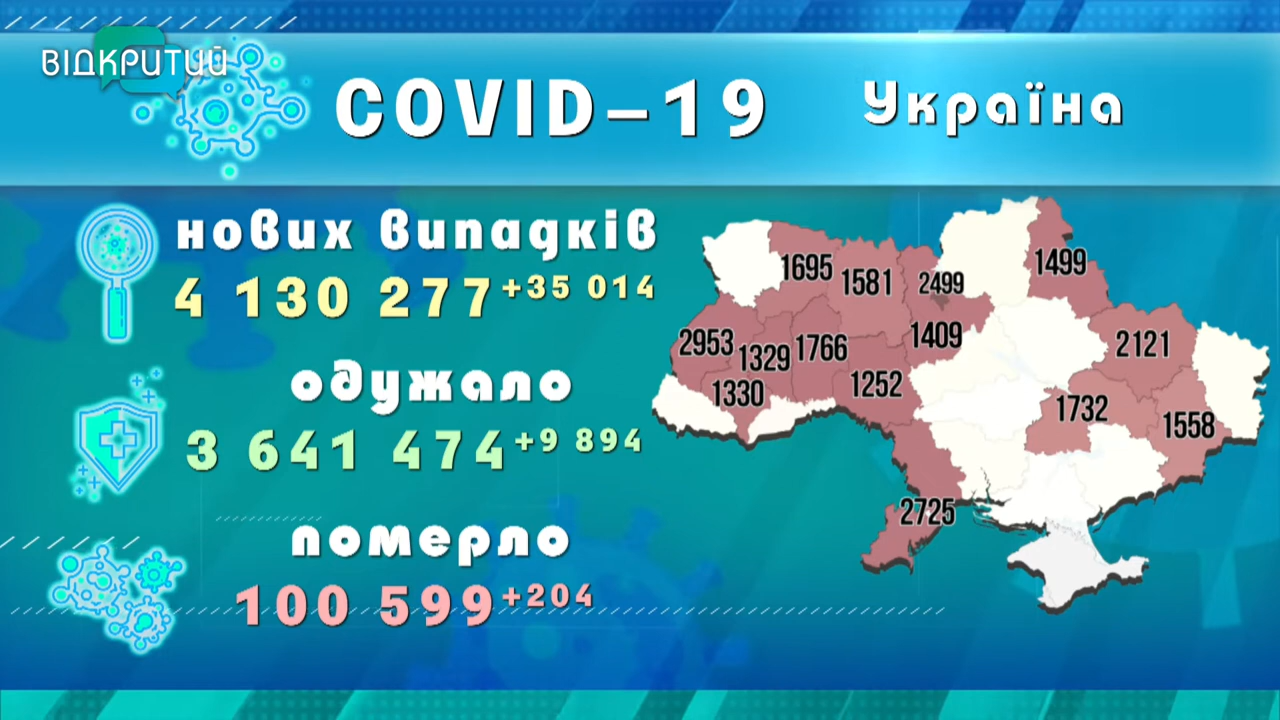 ВІДКРИТИЙ
COVID-19
Україна
нових випадків
4 130 277 +35 014
одужало
3 641 474 +9 894
померло
100 599 +204
1695
1581
2499
1499
2953
1329
1766
1409
2121
1330
1252
1732
1558
2725